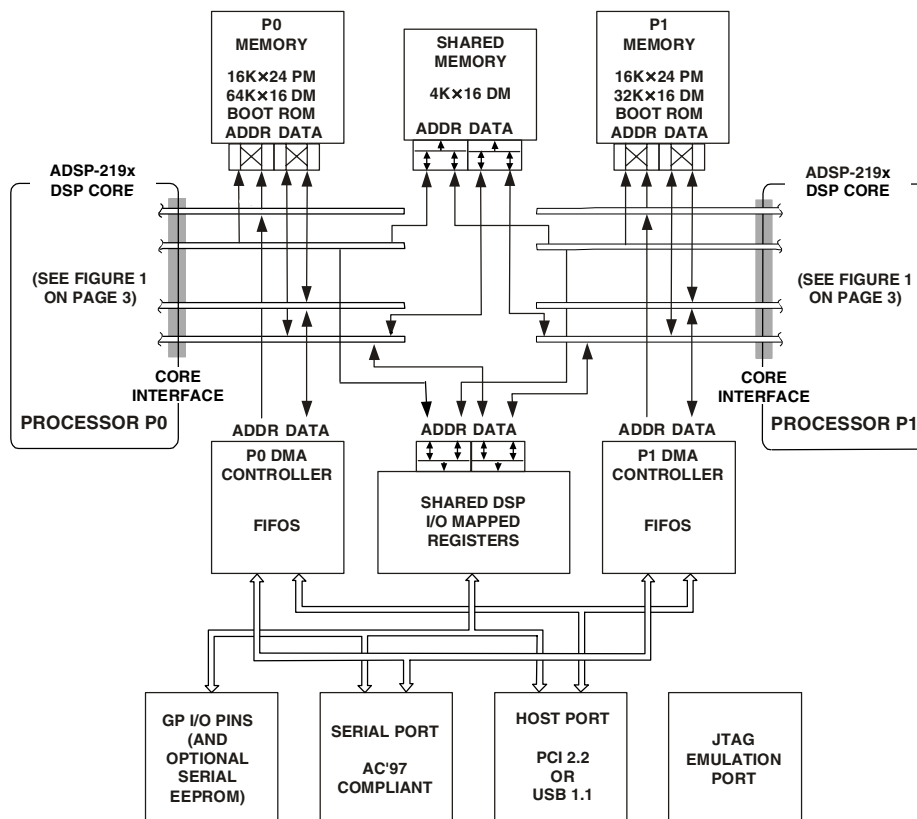 P0
MEMORY
16K×24 PM
64K×16 DM
BOOT ROM
ADDR DATA
SHARED
MEMORY
4K×16 DM
ADDR DATA
P1
MEMORY
16K×24 PM
32K×16 DM
BOOT ROM
ADDR DATA
ADSP-219x
DSP CORE
(SEE FIGURE 1
ON PAGE 3)
CORE
INTERFACE
PROCESSOR P0
ADSP-219x
DSP CORE
(SEE FIGURE 1
ON PAGE 3)
CORE
INTERFACE
PROCESSOR P1
ADDR DATA
P0 DMA
CONTROLLER
FIFOS
ADDR DATA
SHARED DSP
I/O MAPPED
REGISTERS
ADDR DATA
P1 DMA
CONTROLLER
FIFOS
GP I/O PINS
(AND
OPTIONAL
SERIAL
EEPROM)
SERIAL PORT
AC'97
COMPLIANT
HOST PORT
PCI 2.2
OR
USB 1.1
JTAG
EMULATION
PORT